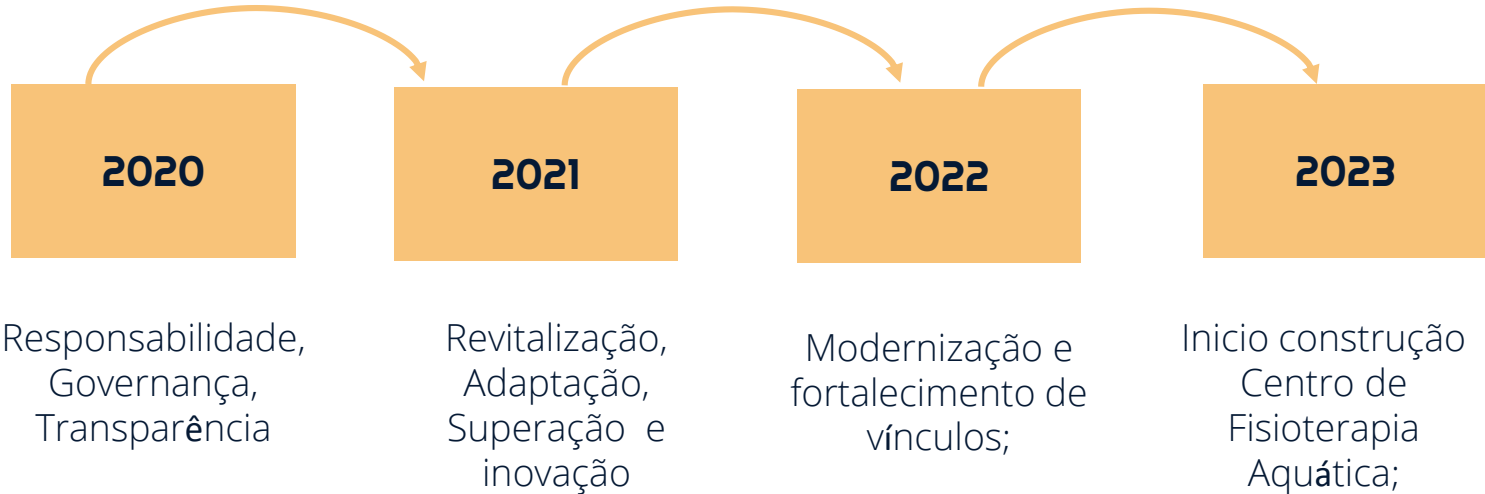 2020
Responsabilidade,
Governança,
Transparência
2021
Revitalização,
Adaptação,
Superação e
inovação
2022
Modernização e
fortalecimento de
vínculos;
2023
Inicio construção
Centro de
Fisioterapia
Aquática;